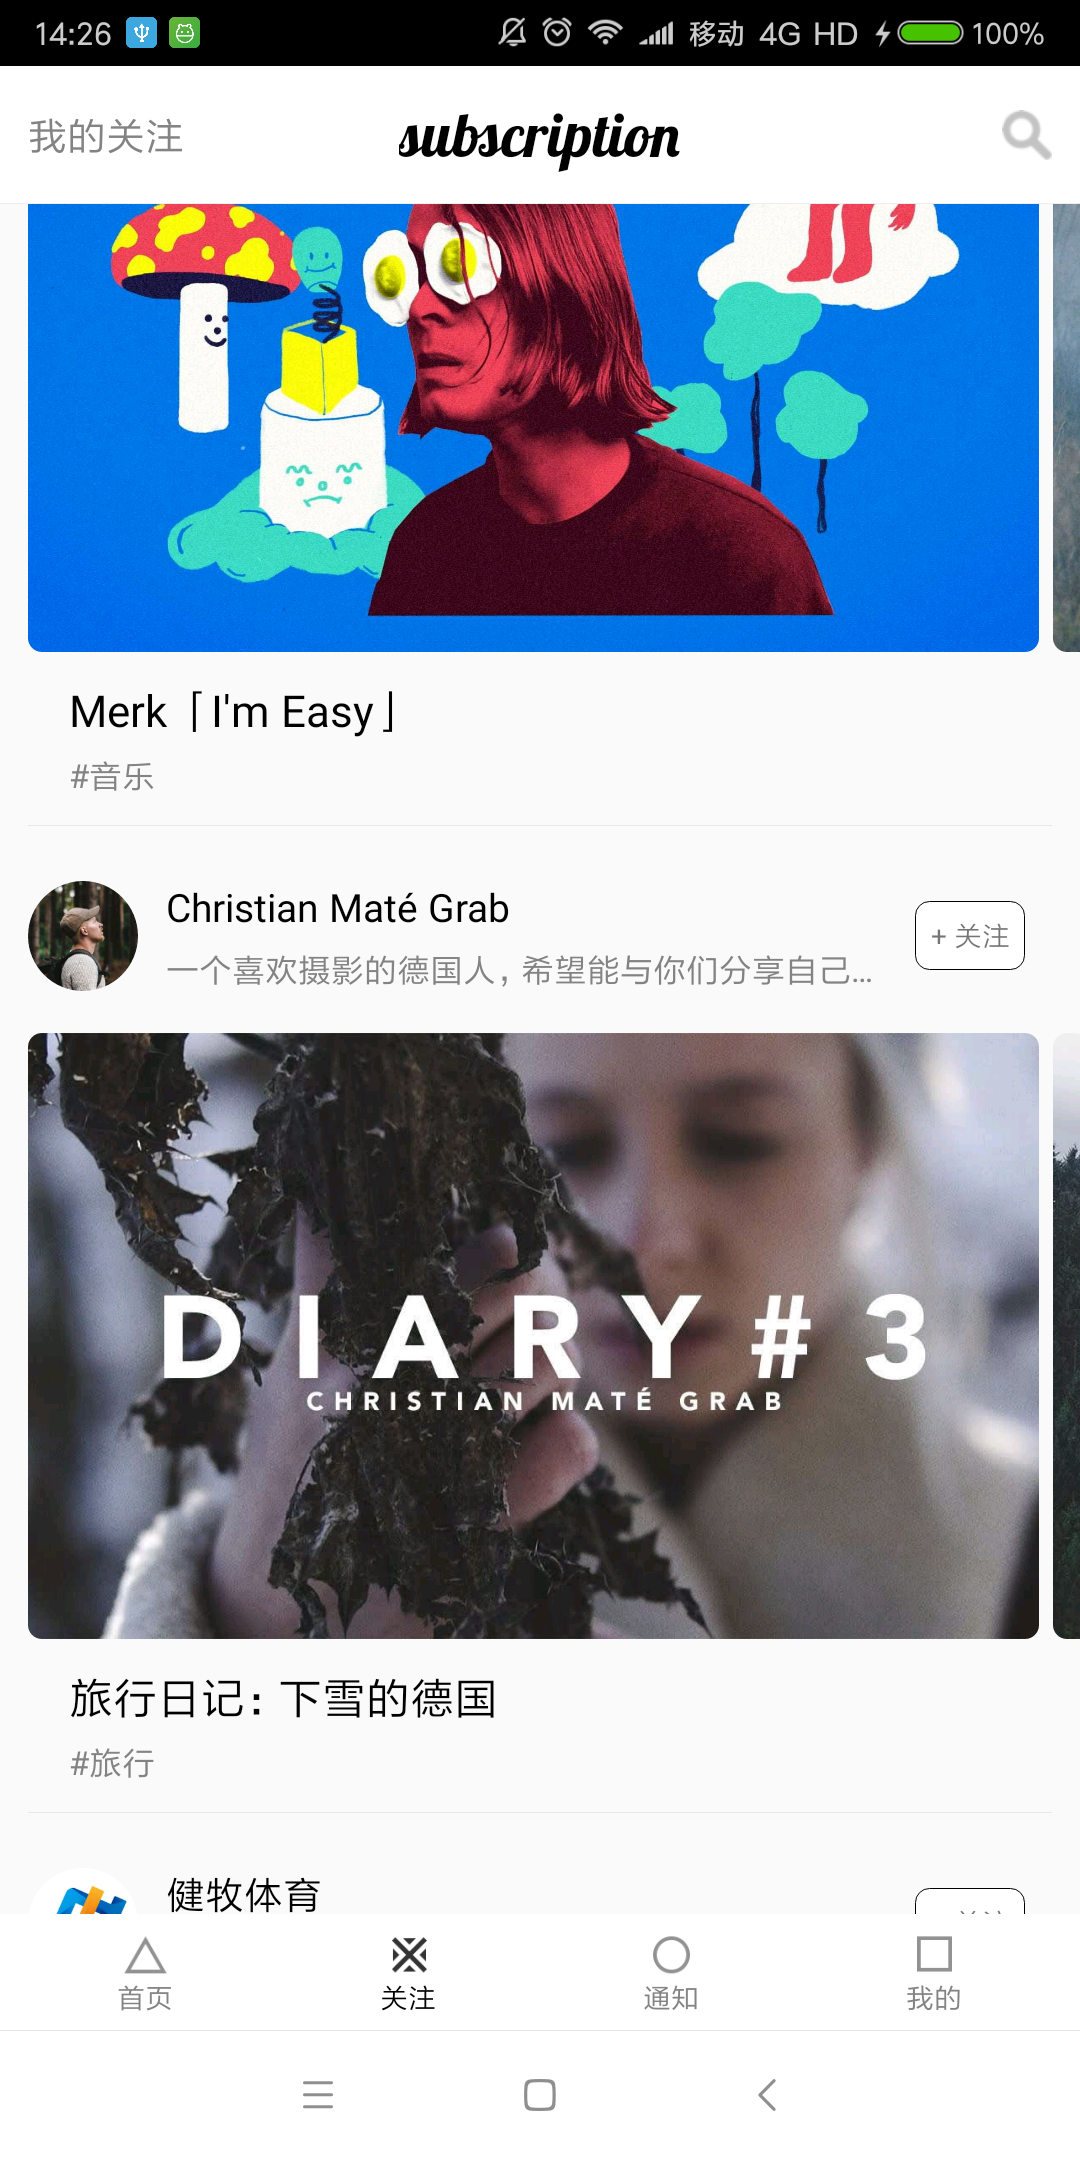 14:26 移动 4G HD 100%
我的关注 subscription
Merk「I'm Easy」
#音乐
Christian Maté Grab
一个喜欢摄影的德国人，希望能与你们分享自己...
+ 关注
DIARY#3
CHRISTIAN MATÉ GRAB
旅行日记：下雪的德国
#旅行
健牧体育
首页 关注 通知 我的